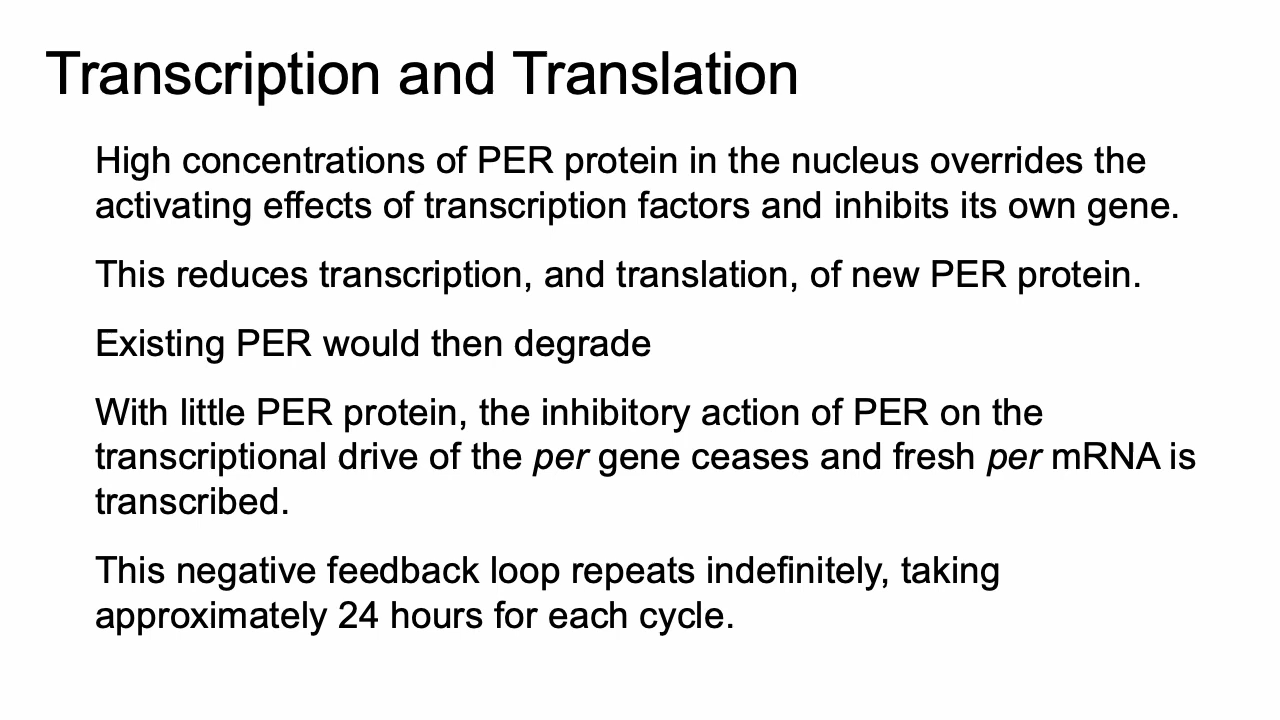 Transcription and Translation
High concentrations of PER protein in the nucleus overrides the
activating effects of transcription factors and inhibits its own gene.
This reduces transcription, and translation, of new PER protein.
Existing PER would then degrade
With little PER protein, the inhibitory action of PER on the
transcriptional drive of the per gene ceases and fresh per mRNA is
transcribed.
This negative feedback loop repeats indefinitely, taking
approximately 24 hours for each cycle.